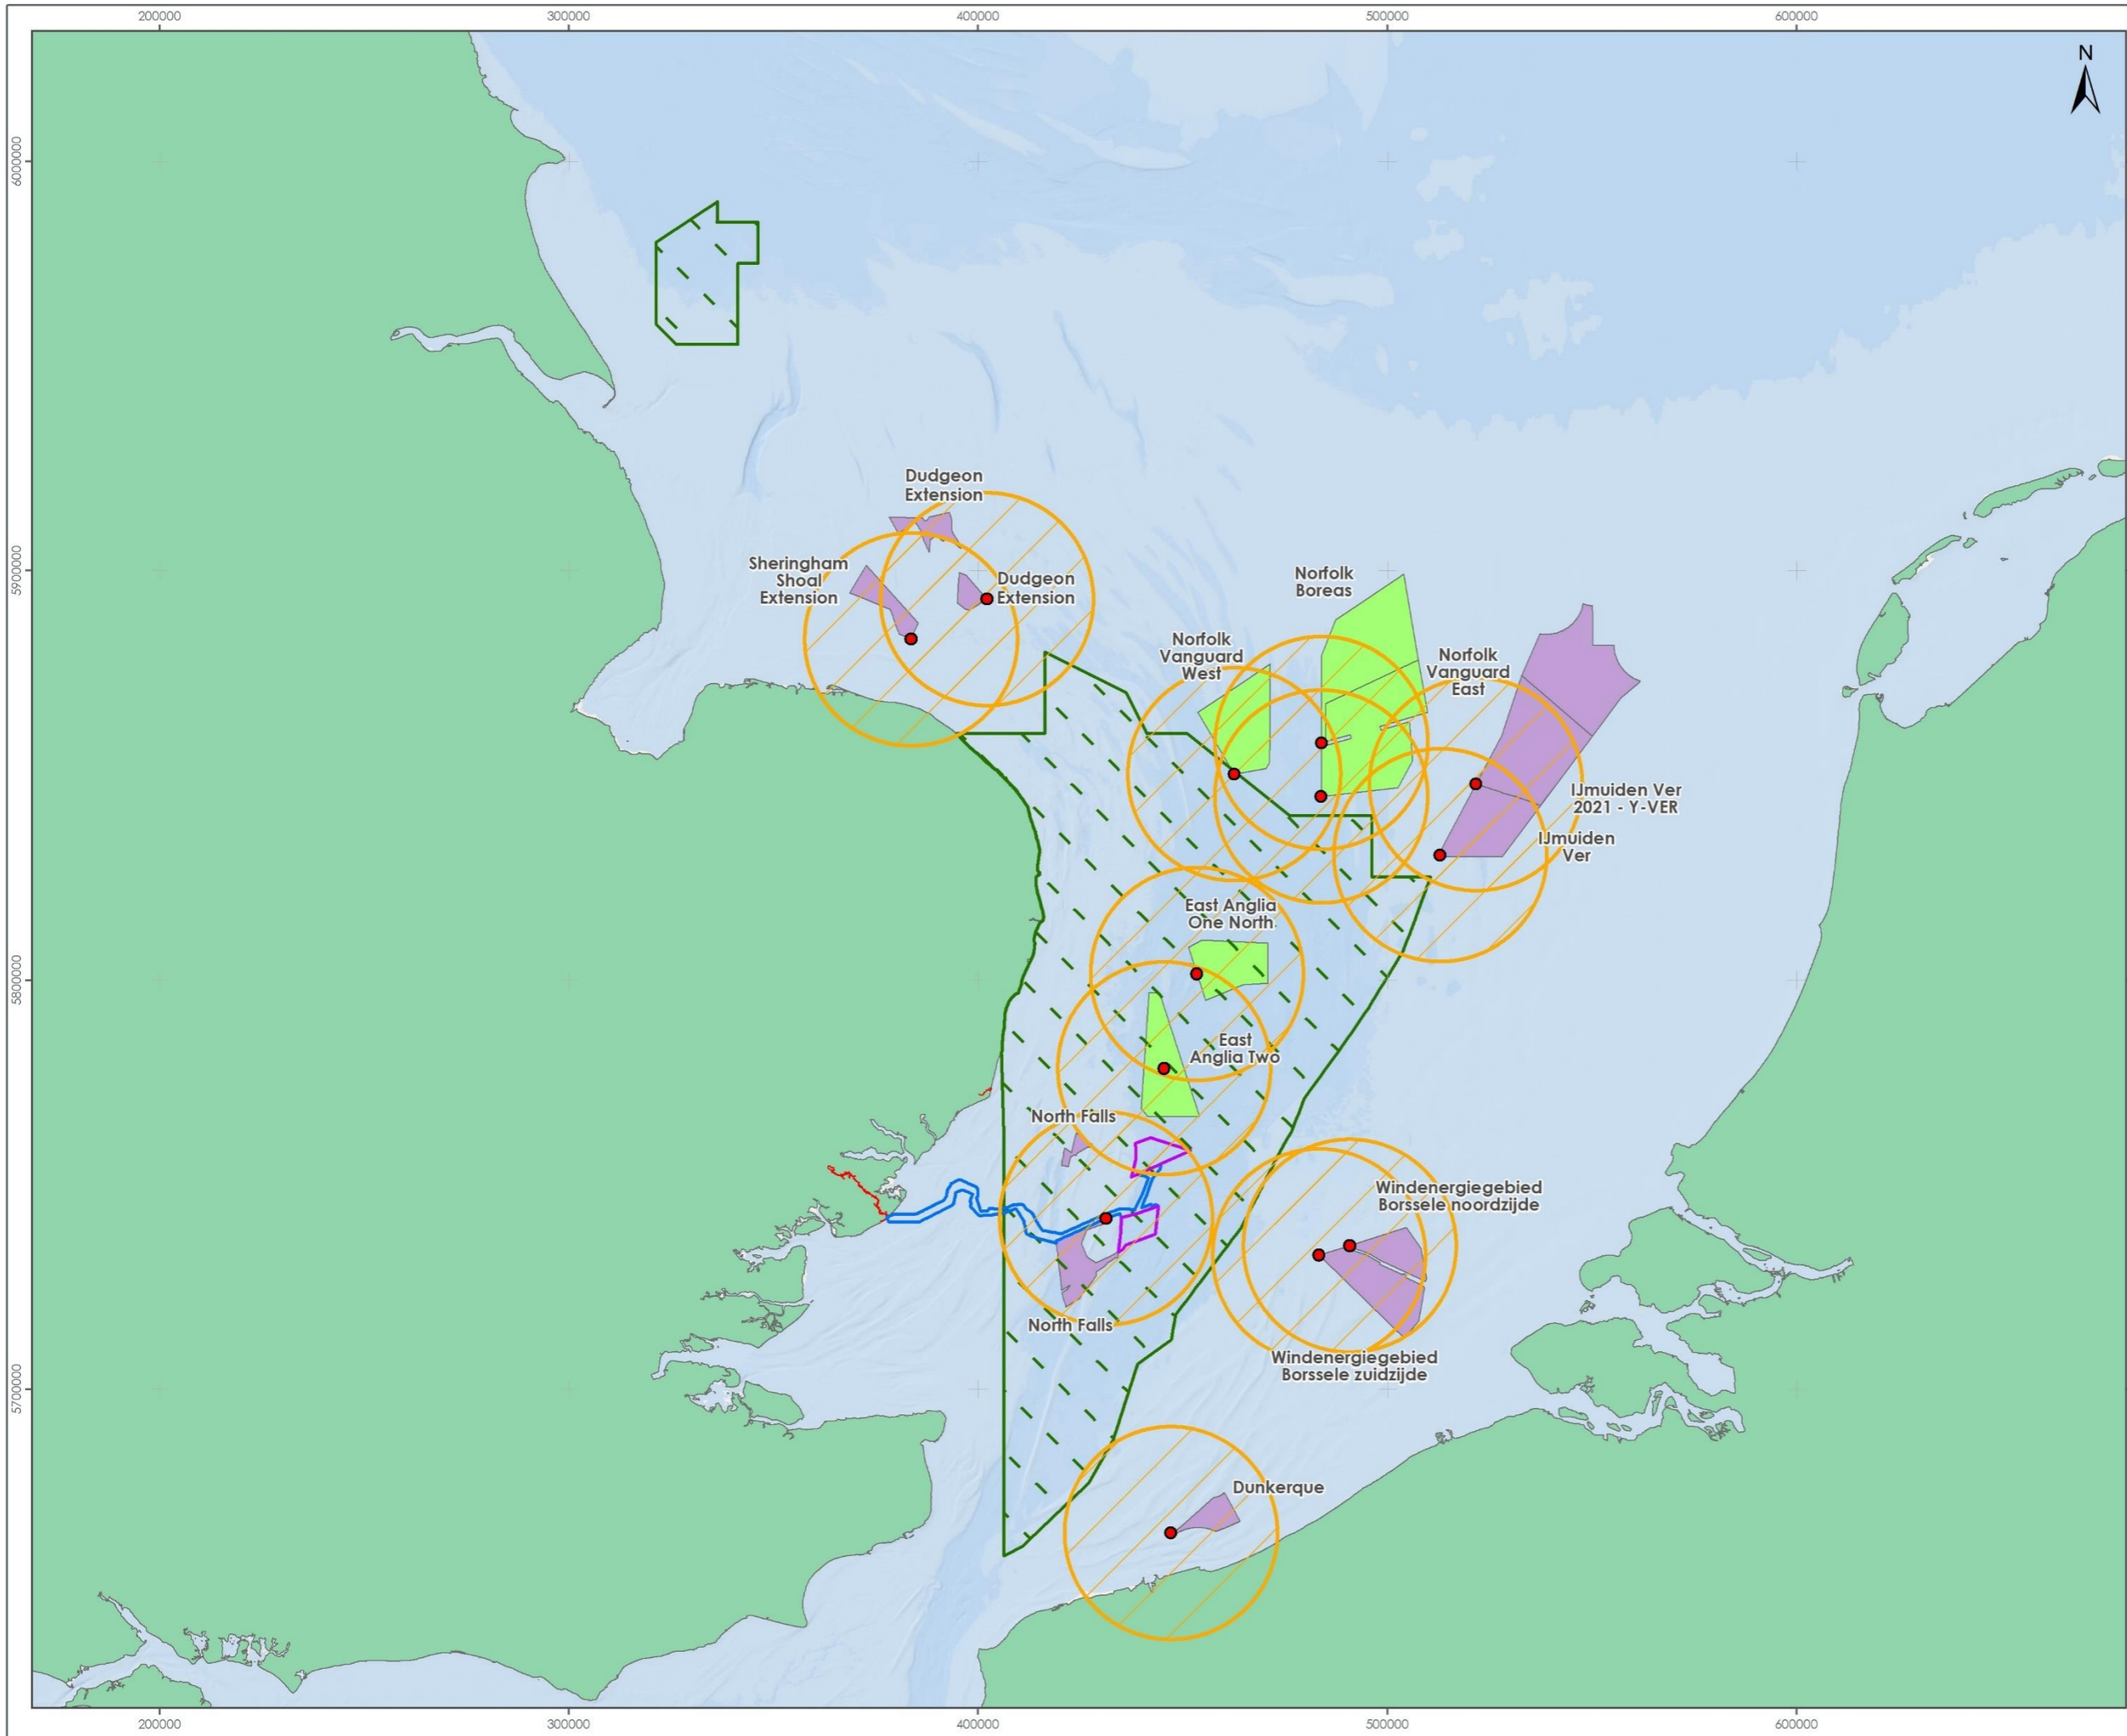 200000
300000
400000
500000
600000
N
6000000
5900000
5800000
5700000
Dudgeon
Extension
Sheringham
Shoal
Extension
Dudgeon
Extension
Norfolk
Boreas
Norfolk
Vanguard
West
Norfolk
Vanguard
East
IJmuiden Ver
2021 - Y-VER
IJmuiden
Ver
East Anglia
One North
East
Anglia Two
North Falls
Windenergiegebied
Borssele noordzijde
North Falls
Windenergiegebied
Borssele zuidzijde
Dunkerque
200000
300000
400000
500000
600000